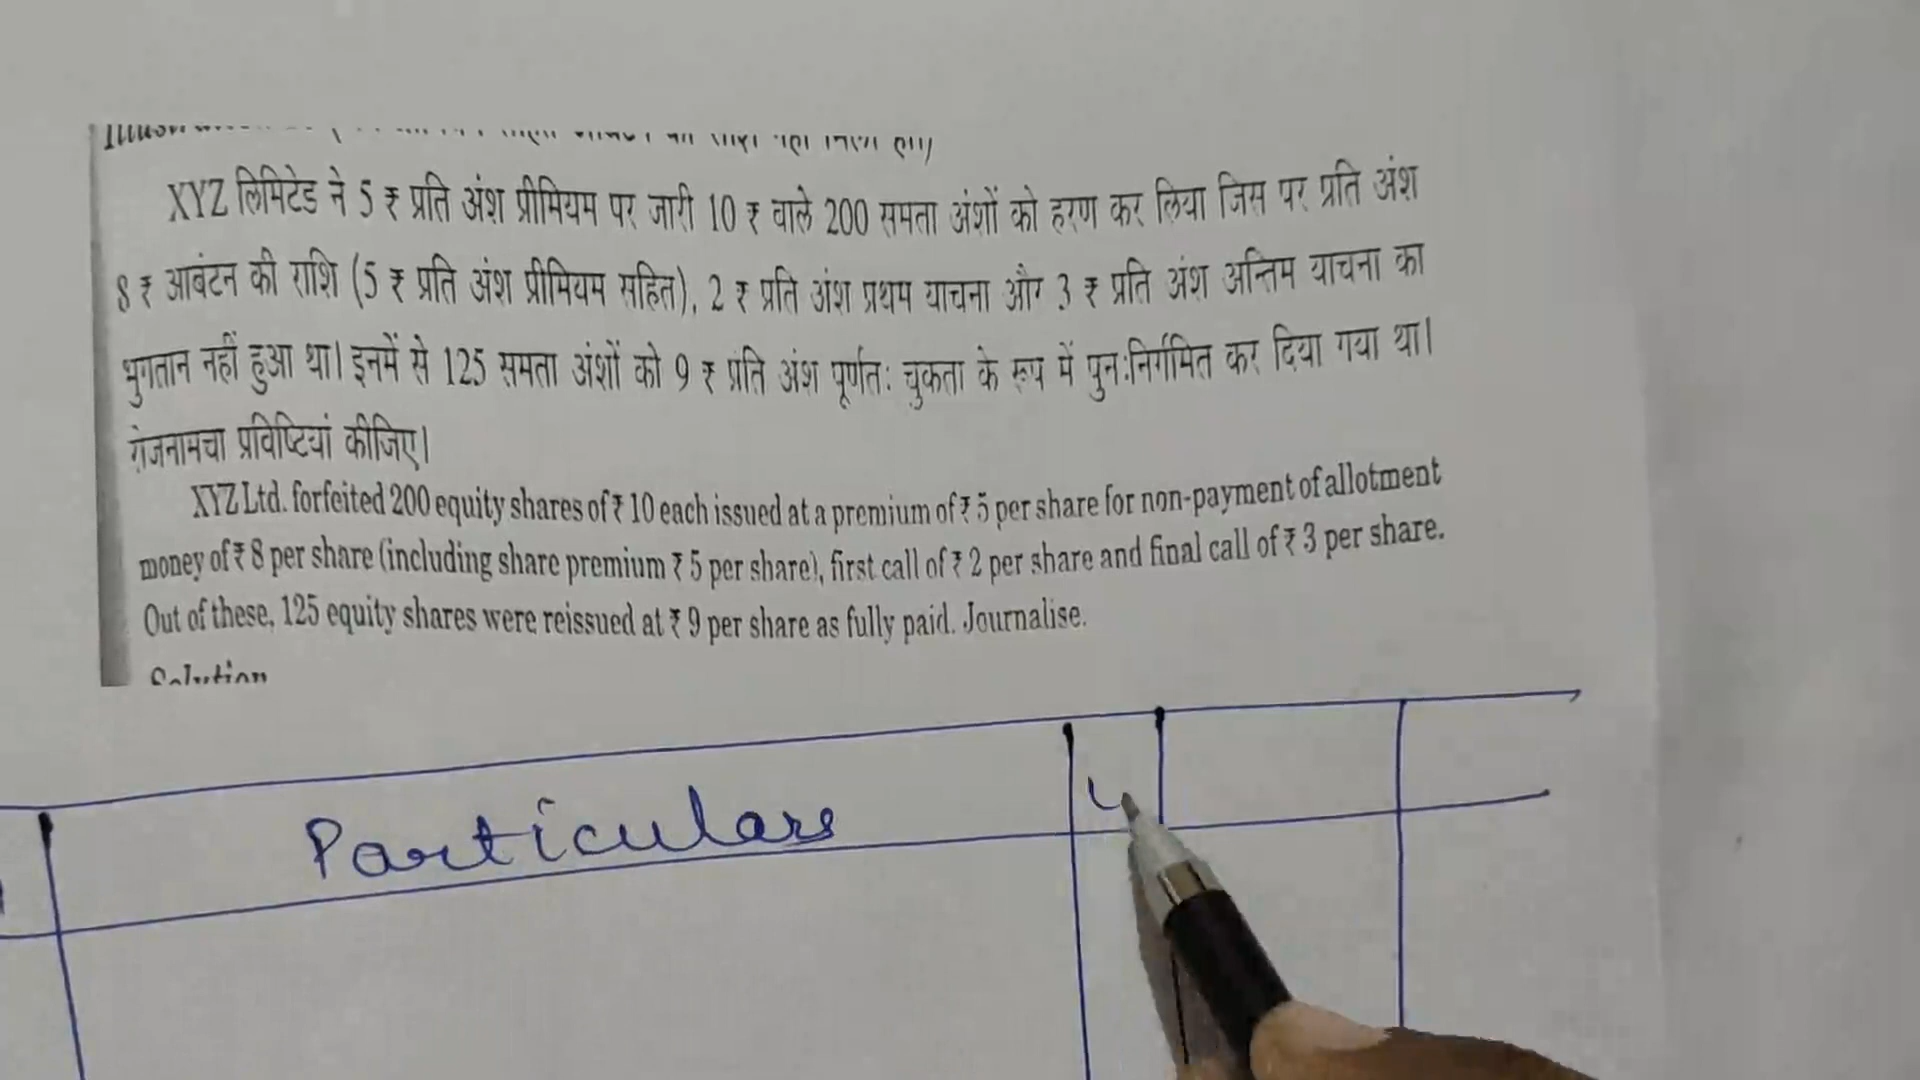 XYZ लिमिटेड ने 5 ₹ प्रति अंश प्रीमियम पर जारी 10 ₹ वाले 200 समता अंशों को हरण कर लिया जिस पर प्रति अंश
8 ₹ आबंटन की राशि (5 ₹ प्रति अंश प्रीमियम सहित), 2 ₹ प्रति अंश प्रथम याचना और 3 ₹ प्रति अंश अन्तिम याचना का
भुगतान नहीं हुआ था। इनमें से 125 समता अंशों को 9 ₹ प्रति अंश पूर्णतः चुकता के रूप में पुनःनिर्गमित कर दिया गया था।
रोजनामचा प्रविष्टियां कीजिए।
XYZ Ltd. forfeited 200 equity shares of ₹ 10 each issued at a premium of ₹ 5 per share for non-payment of allotment
money of ₹ 8 per share (including share premium ₹ 5 per share), first call of ₹ 2 per share and final call of ₹ 3 per share.
Out of these, 125 equity shares were reissued at ₹ 9 per share as fully paid. Journalise.
Solution
Particulars